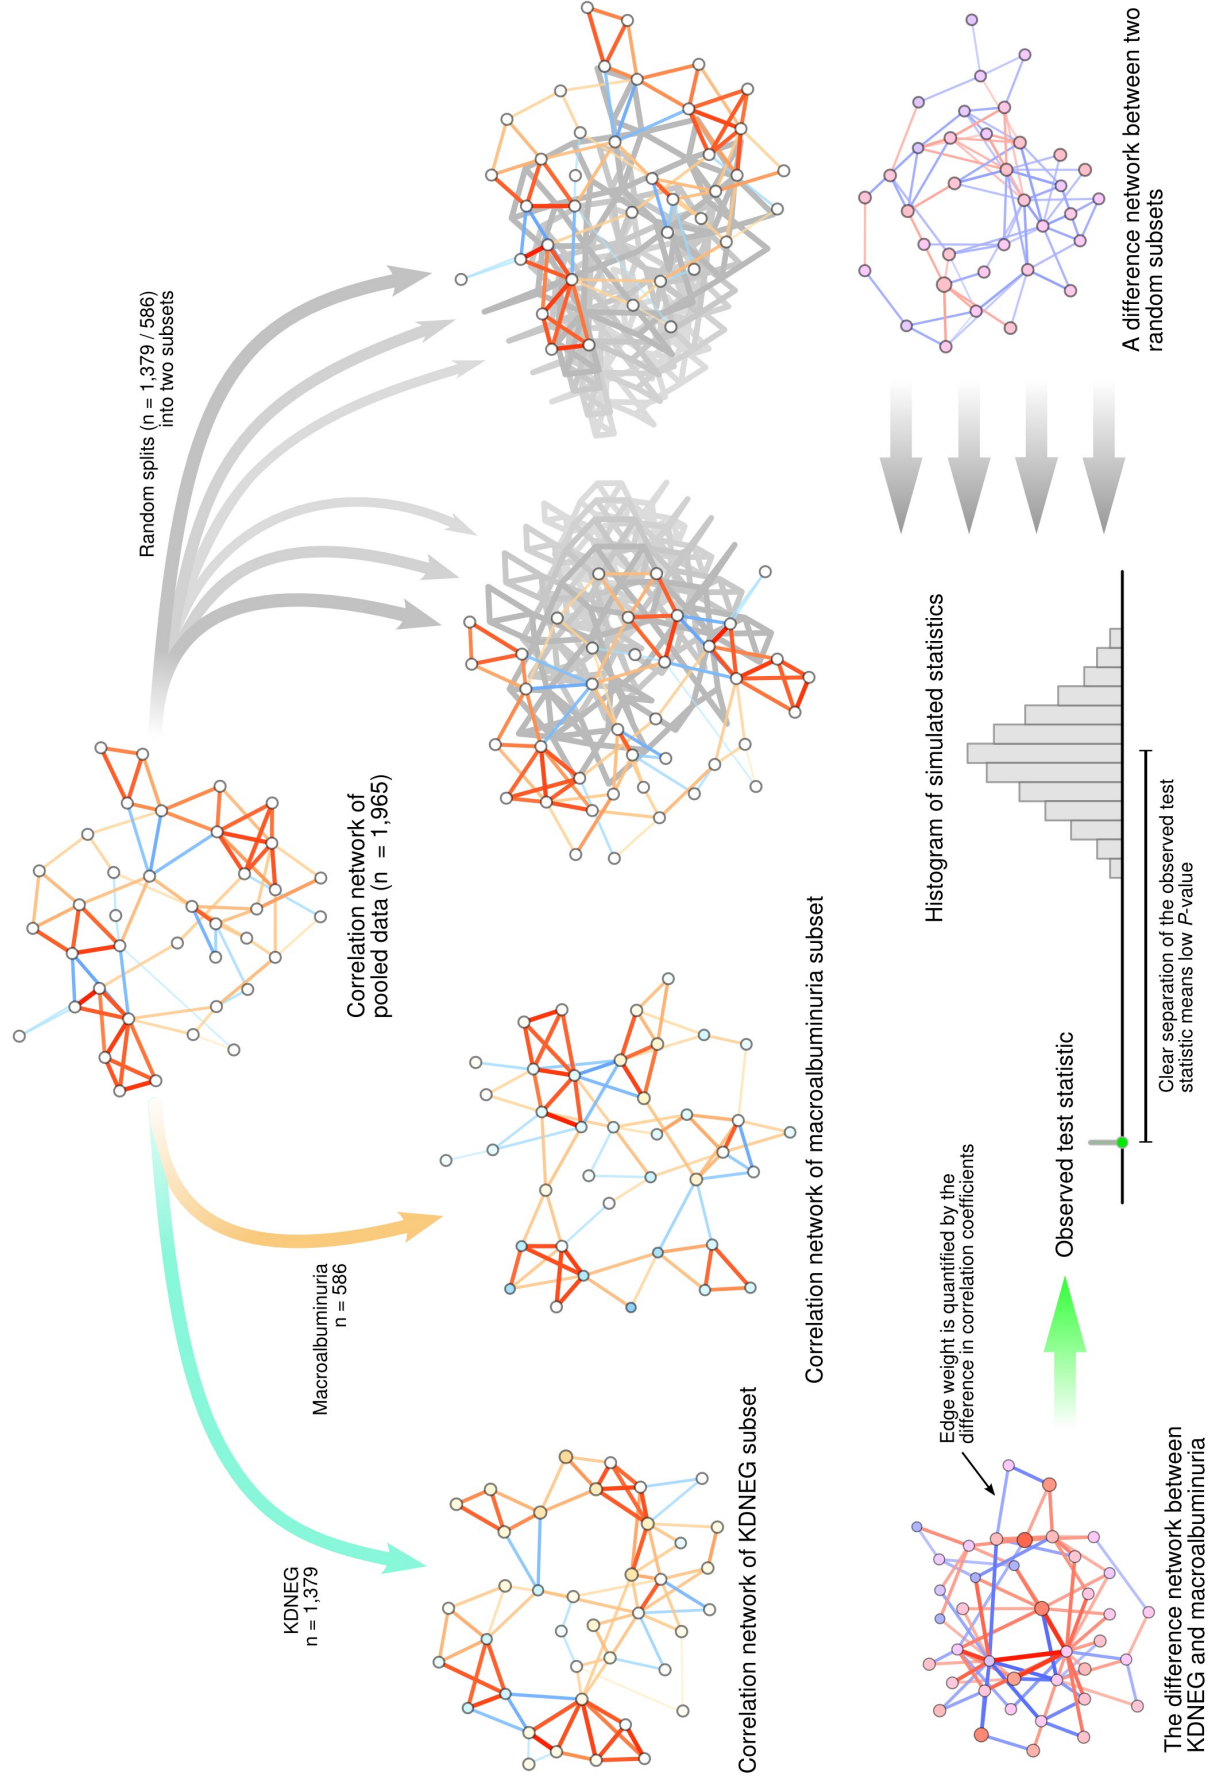 Correlation network of
pooled data (n = 1,965)
Random splits (n = 1,379 / 586)
into two subsets
KDNEG
n = 1,379
Macroalbuminuria
n = 586
Correlation network of KDNEG subset
Correlation network of macroalbuminuria subset
Edge weight is quantified by the
difference in correlation coefficients
The difference network between
KDNEG and macroalbuminuria
Observed test statistic
Histogram of simulated statistics
Clear separation of the observed test
statistic means low P-value
A difference network between two
random subsets